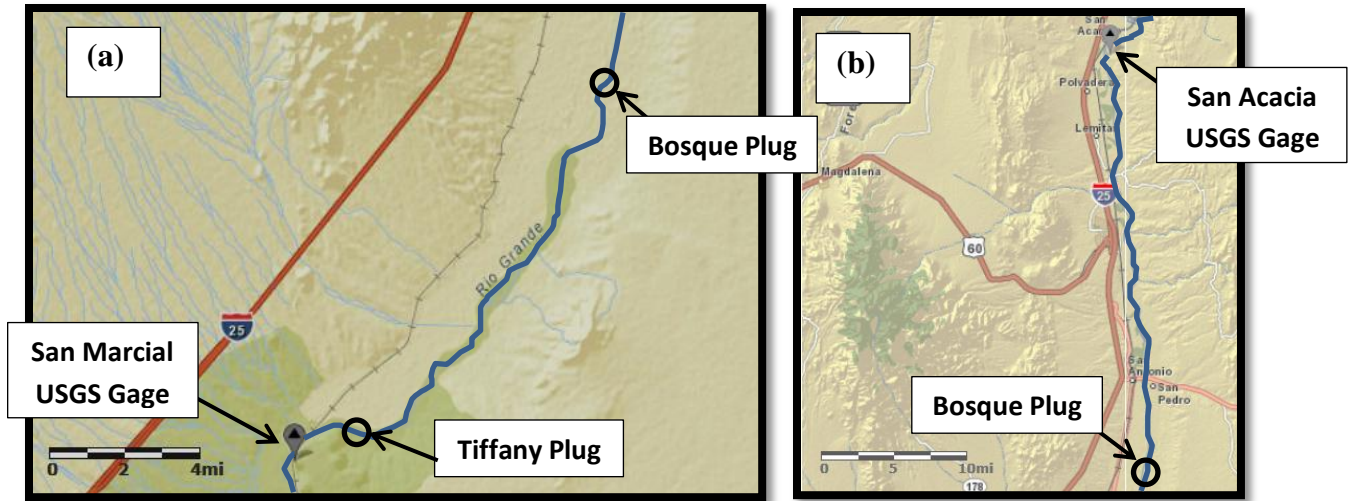 (a)
Bosque Plug
Rio Grande
25
San Marcial
USGS Gage
Tiffany Plug
0 2 4mi
(b)
San
Polvadera
San Acacia
USGS Gage
Lemitar
Magdalena
25
60
San
Antonio
San
Pedro
Bosque Plug
0 5 10mi
178